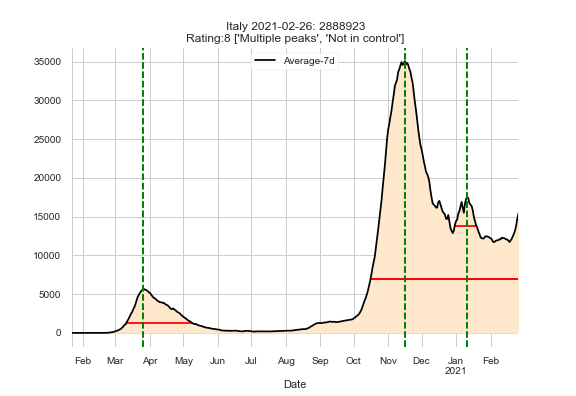 Italy 2021-02-26: 2888923
Rating:8 ['Multiple peaks', 'Not in control']
Average-7d
35000
30000
25000
20000
15000
10000
5000
0
Feb Mar Apr May Jun Jul Aug Sep Oct Nov Dec Jan Feb
2021
Date